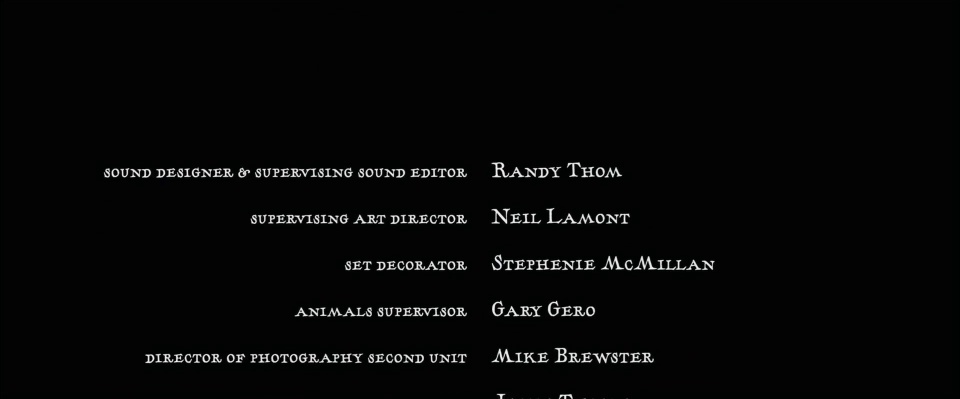 SOUND DESIGNER & SUPERVISING SOUND EDITOR RANDY THOM
SUPERVISING ART DIRECTOR NEIL LAMONT
SET DECORATOR STEPHENIE MCMILLAN
ANIMALS SUPERVISOR GARY GERO
DIRECTOR OF PHOTOGRAPHY SECOND UNIT MIKE BREWSTER